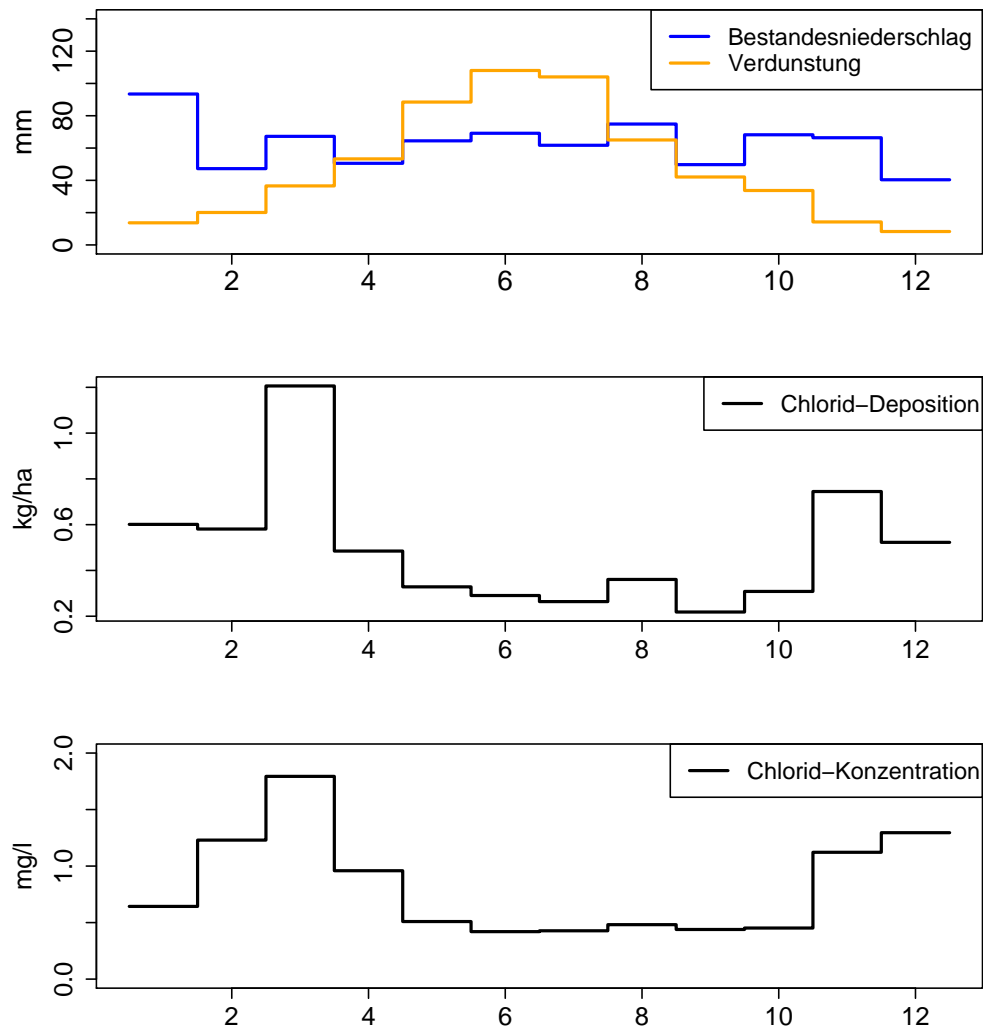 Bestandesniederschlag
Verdunstung
mm
0 40 80 120
2 4 6 8 10 12
Chlorid−Deposition
kg/ha
0.2 0.6 1.0
2 4 6 8 10 12
Chlorid−Konzentration
mg/l
0.0 1.0 2.0
2 4 6 8 10 12